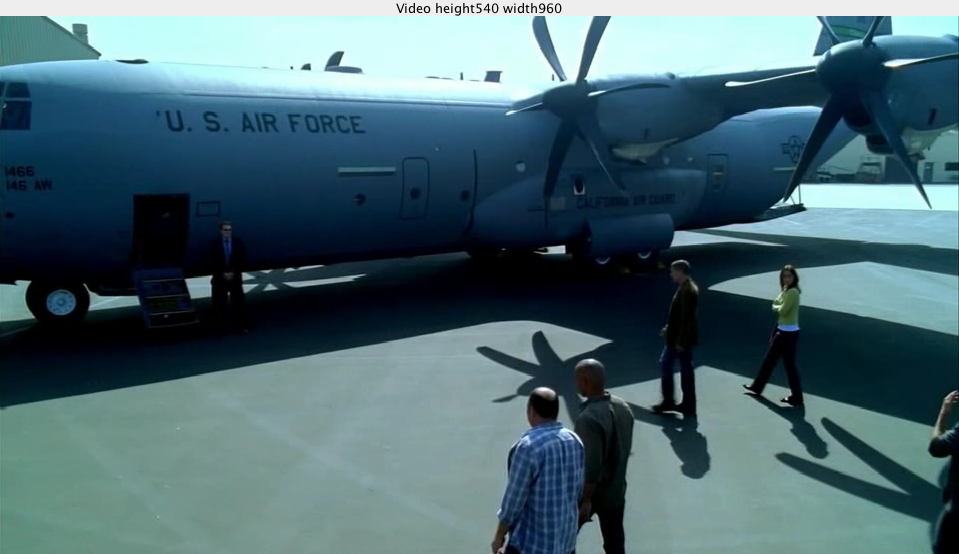 Video height540 width960
U. S. AIR FORCE
1466
146 AW
CALIFORNIA AIR GUARD